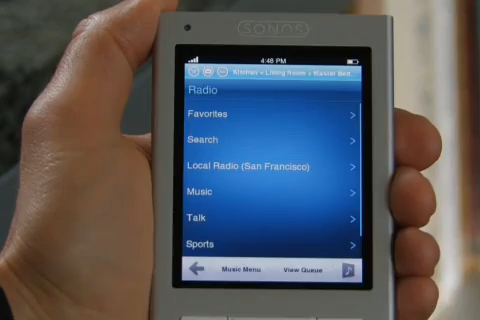 SONOS
4:46 PM
Kitchen + Living Room + Master Bed..
Radio
Favorites
Search
Local Radio (San Francisco)
Music
Talk
Sports
Music Menu View Queue